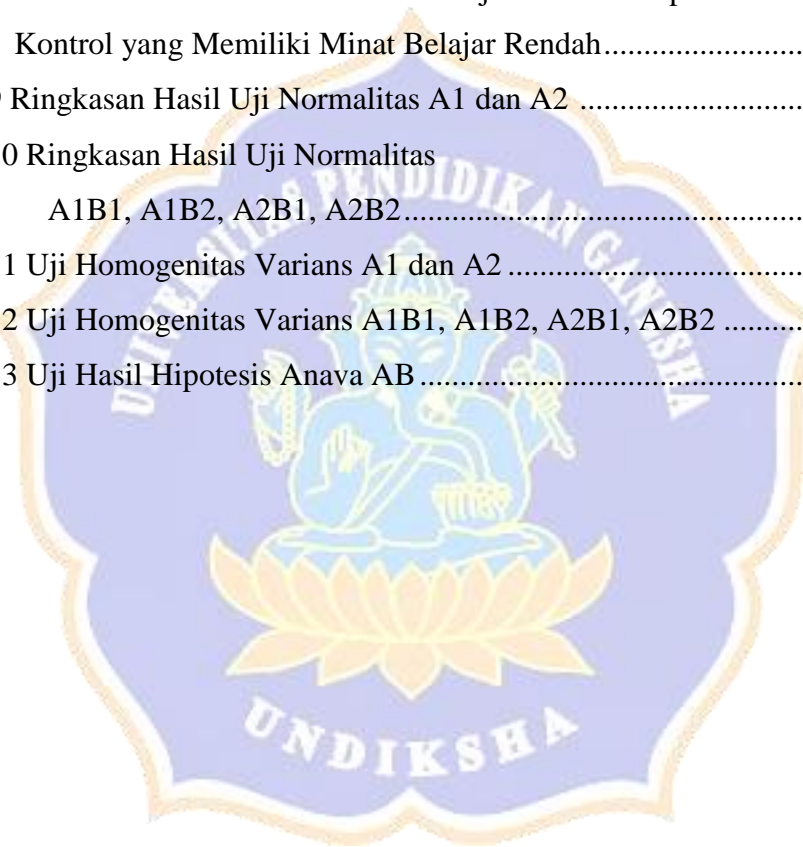 Kontrol yang Memiliki Minat Belajar Rendah........................
Ringkasan Hasil Uji Normalitas A1 dan A2 ...........................
0 Ringkasan Hasil Uji Normalitas
A1B1, A1B2, A2B1, A2B2................................................
1 Uji Homogenitas Varians A1 dan A2 ....................................
2 Uji Homogenitas Varians A1B1, A1B2, A2B1, A2B2 ..........
3 Uji Hasil Hipotesis Anava AB ...............................................
UNIVERSITAS PENDIDIKAN GANESHA
UNDIKSHA